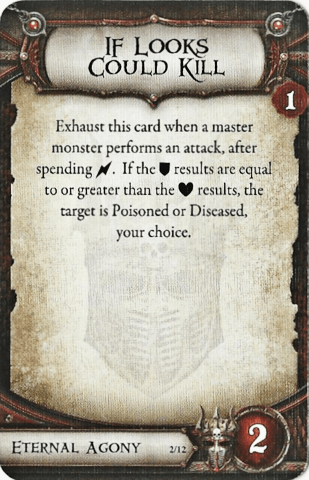 If Looks
Could Kill
1
Exhaust this card when a master
monster performs an attack, after
spending . If the results are equal
to or greater than the results, the
target is Poisoned or Diseased,
your choice.
Eternal Agony 2/12 2